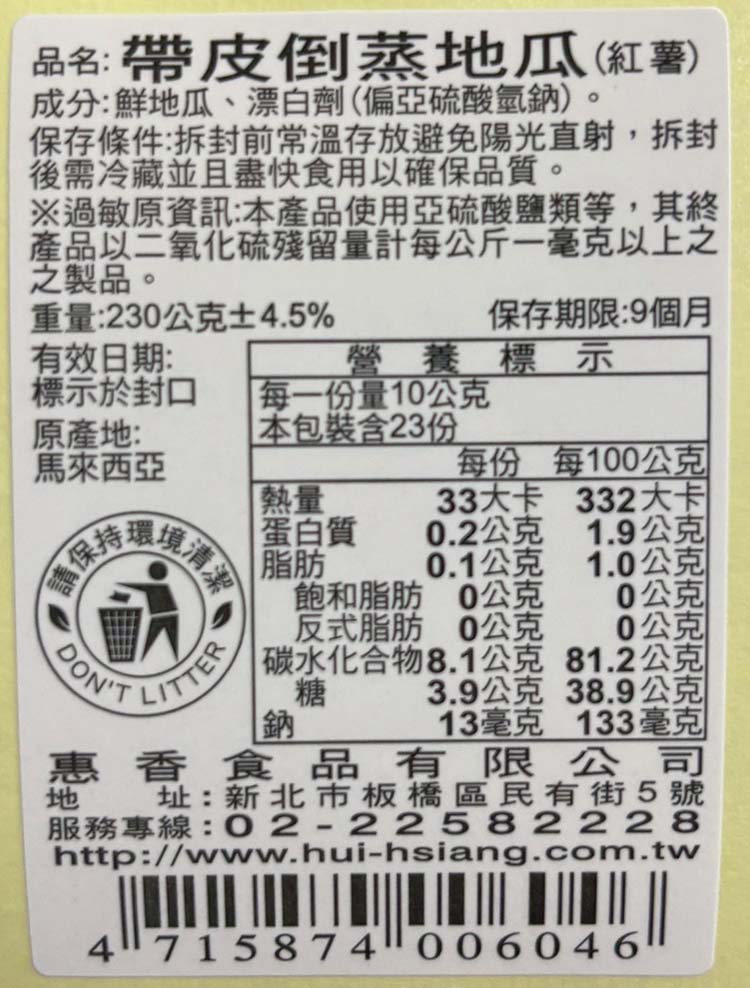 品名:帶皮倒蒸地瓜(紅薯)
成分:鮮地瓜、漂白劑(偏亞硫酸氫鈉)。
保存條件:拆封前常溫存放避免陽光直射，拆封
後需冷藏並且盡快食用以確保品質。
※過敏原資訊:本產品使用亞硫酸鹽類等，其終
產品以二氧化硫殘留量計每公斤一毫克以上之
之製品。
重量:230公克±4.5% 保存期限:9個月
有效日期:
標示於封口
原產地:
馬來西亞
營養標示
每一份量10公克
本包裝含23份
每份 每100公克
熱量 33大卡 332大卡
蛋白質 0.2公克 1.9公克
脂肪 0.1公克 1.0公克
飽和脂肪 0公克 0公克
反式脂肪 0公克 0公克
碳水化合物 8.1公克 81.2公克
糖 3.9公克 38.9公克
鈉 13毫克 133毫克
請保持環境清潔
DON'T LITTER
惠香食品有限公司
地址:新北市板橋區民有街5號
服務專線:02-22582228
http://www.hui-hsiang.com.tw
4 715874 006046